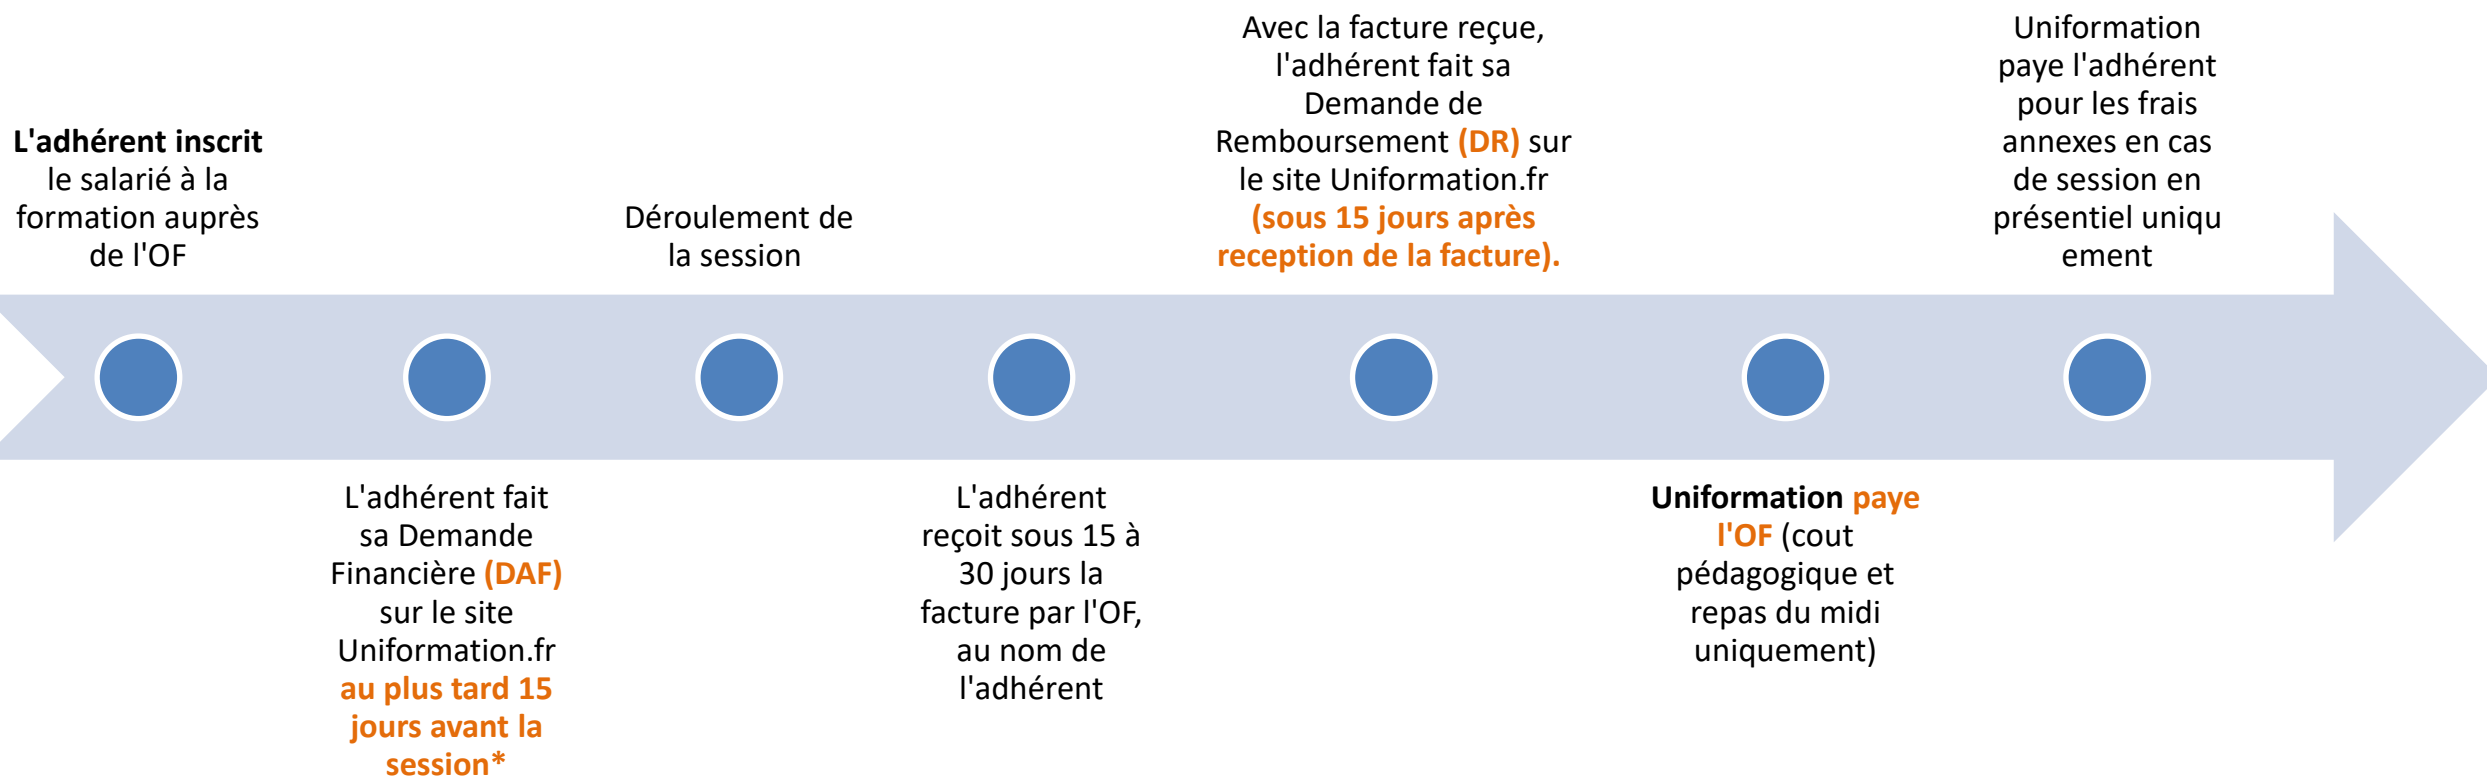 L'adhérent inscrit
le salarié à la
formation auprès
de l'OF
L'adhérent fait
sa Demande
Financière (DAF)
sur le site
Uniformation.fr
au plus tard 15
jours avant la
session*
Déroulement de
la session
L'adhérent
reçoit sous 15 à
30 jours la
facture par l'OF,
au nom de
l'adhérent
Avec la facture reçue,
l'adhérent fait sa
Demande de
Remboursement (DR) sur
le site Uniformation.fr
(sous 15 jours après
reception de la facture).
Uniformation paye
l'OF (cout
pédagogique et
repas du midi
uniquement)
Uniformation
paye l'adhérent
pour les frais
annexes en cas
de session en
présentiel uniqu
ement